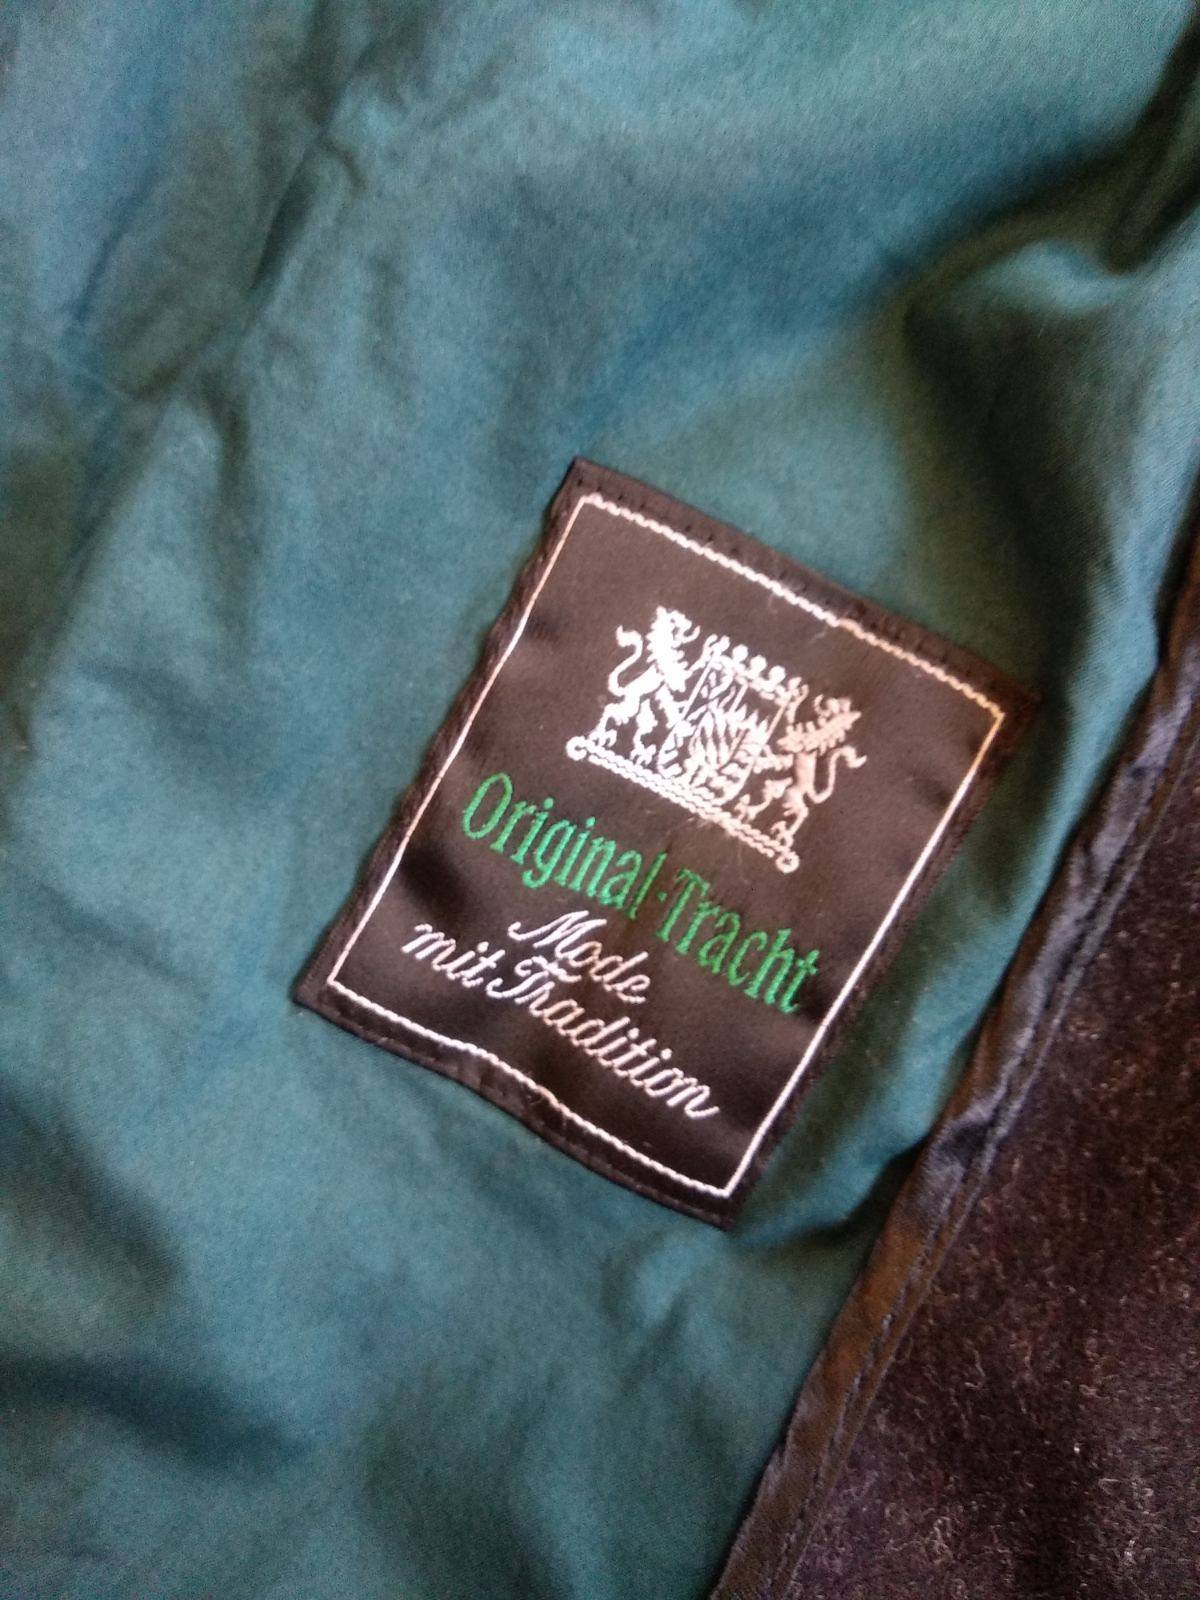 Original-Tracht
Mode
mit Tradition